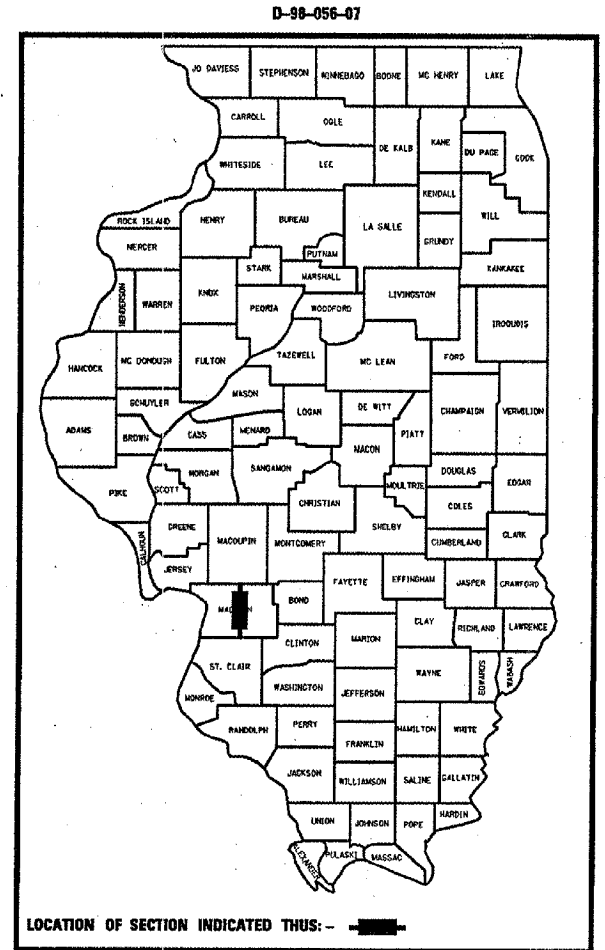 D-98-056-07
JO DAVIESS STEPHENSON WINNEBAGO BOONE MC HENRY LAKE
CARROLL OGLE DE KALB KANE DU PAGE COOK
WHITESIDE LEE KENDALL WILL
ROCK ISLAND HENRY BUREAU LA SALLE GRUNDY
MERCER STARK PUTNAM KANKAKEE
HENDERSON WARREN KNOX MARSHALL LIVINGSTON
PEORIA WOODFORD IROQUOIS
HANCOCK MC DONOUGH FULTON TAZEWELL MC LEAN FORD
SCHUYLER MASON LOGAN DE WITT CHAMPAIGN VERMILION
ADAMS BROWN CASS MENARD MACON PIATT
PIKE SCOTT MORGAN SANGAMON CHRISTIAN MOULTRIE DOUGLAS EDGAR
COLES
GREENE MACOUPIN MONTGOMERY SHELBY CUMBERLAND CLARK
CALHOUN JERSEY FAYETTE EFFINGHAM JASPER CRAWFORD
BOND CLAY RICHLAND LAWRENCE
ST. CLAIR CLINTON MARION WAYNE EDWARDS WABASH
MONROE WASHINGTON JEFFERSON
RANDOLPH PERRY FRANKLIN HAMILTON WHITE
JACKSON WILLIAMSON SALINE GALLATIN
UNION JOHNSON POPE HARDIN
ALEXANDER PULASKI MASSAC
LOCATION OF SECTION INDICATED THUS: -